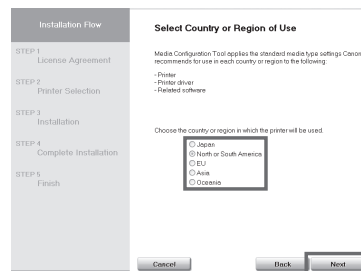 Installation Flow
STEP 1
License Agreement
STEP 2
Printer Selection
STEP 3
Installation
STEP 4
Complete Installation
STEP 5
Finish
Select Country or Region of Use
Media Configuration Tool applies the standard media type settings Canon
recommends for use in each country or region to the following:
- Printer
- Printer driver
- Related software
Choose the country or region in which the printer will be used.
Japan
North or South America
EU
Asia
Oceania
Cancel
Back
Next